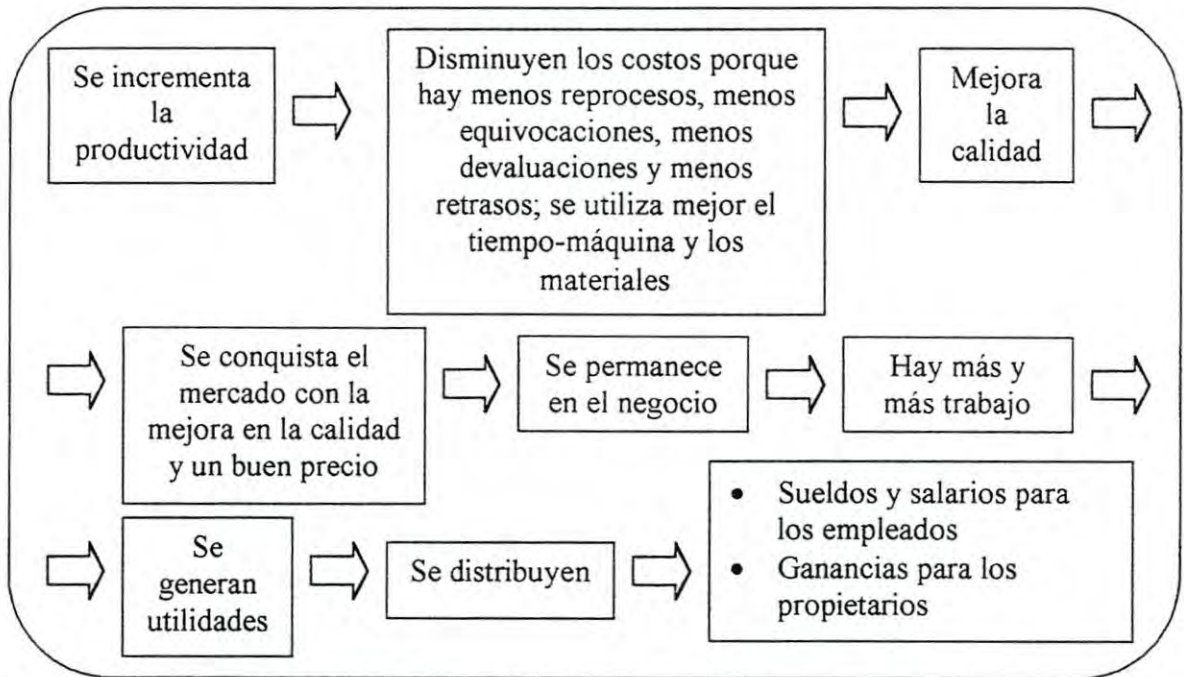 Se incrementa
la
productividad
Disminuyen los costos porque
hay menos reprocesos, menos
equivocaciones, menos
devaluaciones y menos
retrasos; se utiliza mejor el
tiempo-máquina y los
materiales
Mejora
la
calidad
Se conquista el
mercado con la
mejora en la calidad
y un buen precio
Se permanece
en el negocio
Hay más y
más trabajo
Se
generan
utilidades
Se distribuyen
• Sueldos y salarios para
los empleados
• Ganancias para los
propietarios